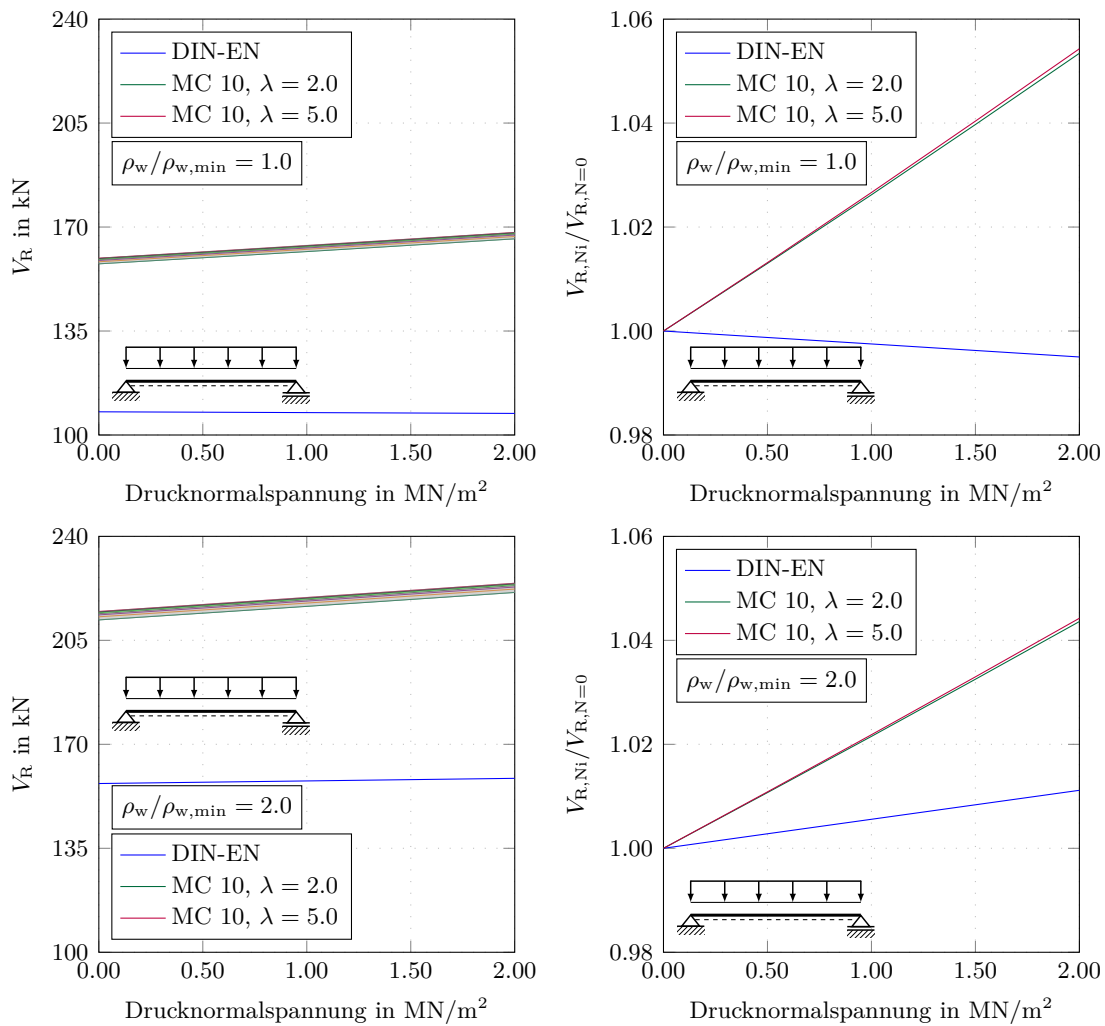 240
205
170
135
100
V_R in kN
DIN-EN
MC 10, λ = 2.0
MC 10, λ = 5.0
ρ_w/ρ_w,min = 1.0
0.00 0.50 1.00 1.50 2.00
Drucknormalspannung in MN/m²
1.06
1.04
1.02
1.00
0.98
V_R,Ni/V_R,N=0
DIN-EN
MC 10, λ = 2.0
MC 10, λ = 5.0
ρ_w/ρ_w,min = 1.0
0.00 0.50 1.00 1.50 2.00
Drucknormalspannung in MN/m²
240
205
170
135
100
V_R in kN
ρ_w/ρ_w,min = 2.0
DIN-EN
MC 10, λ = 2.0
MC 10, λ = 5.0
0.00 0.50 1.00 1.50 2.00
Drucknormalspannung in MN/m²
1.06
1.04
1.02
1.00
0.98
V_R,Ni/V_R,N=0
DIN-EN
MC 10, λ = 2.0
MC 10, λ = 5.0
ρ_w/ρ_w,min = 2.0
0.00 0.50 1.00 1.50 2.00
Drucknormalspannung in MN/m²